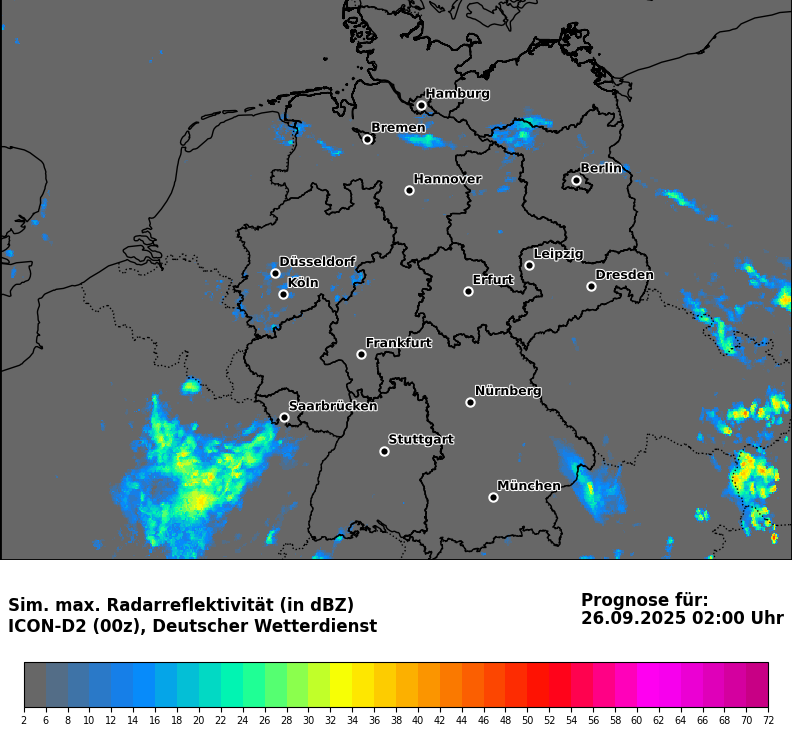 Hamburg
Bremen
Berlin
Hannover
Leipzig
Düsseldorf
Dresden
Köln
Erfurt
Frankfurt
Nürnberg
Saarbrücken
Stuttgart
München
Sim. max. Radarreflektivität (in dBZ)
ICON-D2 (00z), Deutscher Wetterdienst
Prognose für:
26.09.2025 02:00 Uhr
2 6 8 10 12 14 16 18 20 22 24 26 28 30 32 34 36 38 40 42 44 46 48 50 52 54 56 58 60 62 64 66 68 70 72